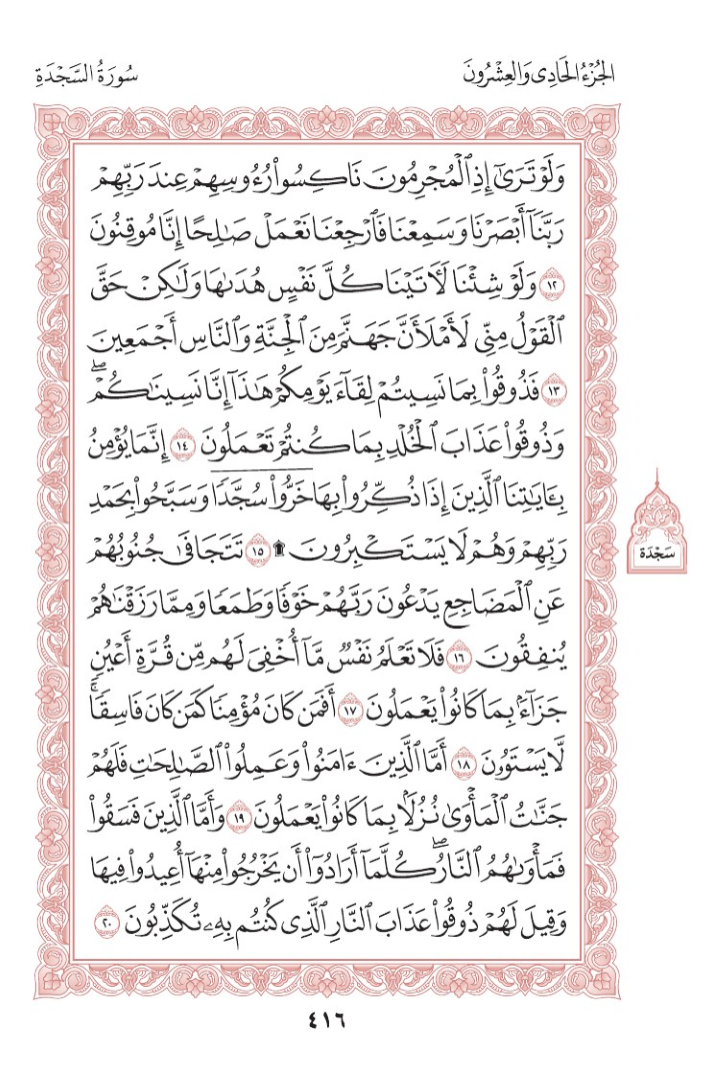 الجُزْءُ الحَادِى وَالعِشْرُونَ
سُورَةُ السَّجْدَةِ
وَلَوْ تَرَىٰٓ إِذِ ٱلْمُجْرِمُونَ نَاكِسُوا۟ رُءُوسِهِمْ عِندَ رَبِّهِمْ
رَبَّنَآ أَبْصَرْنَا وَسَمِعْنَا فَٱرْجِعْنَا نَعْمَلْ صَٰلِحًا إِنَّا مُوقِنُونَ
١٢ وَلَوْ شِئْنَا لَءَاتَيْنَا كُلَّ نَفْسٍ هُدَىٰهَا وَلَٰكِنْ حَقَّ
ٱلْقَوْلُ مِنِّى لَأَمْلَأَنَّ جَهَنَّمَ مِنَ ٱلْجِنَّةِ وَٱلنَّاسِ أَجْمَعِينَ
١٣ فَذُوقُوا۟ بِمَا نَسِيتُمْ لِقَآءَ يَوْمِكُمْ هَٰذَآ إِنَّا نَسِينَٰكُمْ ۖ
وَذُوقُوا۟ عَذَابَ ٱلْخُلْدِ بِمَا كُنتُمْ تَعْمَلُونَ ١٤ إِنَّمَا يُؤْمِنُ
بِـَٔايَٰتِنَا ٱلَّذِينَ إِذَا ذُكِّرُوا۟ بِهَا خَرُّوا۟ سُجَّدًا وَسَبَّحُوا۟ بِحَمْدِ
رَبِّهِمْ وَهُمْ لَا يَسْتَكْبِرُونَ ۩ ١٥ تَتَجَافَىٰ جُنُوبُهُمْ
سَجْدَة
عَنِ ٱلْمَضَاجِعِ يَدْعُونَ رَبَّهُمْ خَوْفًا وَطَمَعًا وَمِمَّا رَزَقْنَٰهُمْ
يُنفِقُونَ ١٦ فَلَا تَعْلَمُ نَفْسٌ مَّآ أُخْفِىَ لَهُم مِّن قُرَّةِ أَعْيُنٍ
جَزَآءًۢ بِمَا كَانُوا۟ يَعْمَلُونَ ١٧ أَفَمَن كَانَ مُؤْمِنًا كَمَن كَانَ فَاسِقًا ۚ
لَّا يَسْتَوُۥنَ ١٨ أَمَّا ٱلَّذِينَ ءَامَنُوا۟ وَعَمِلُوا۟ ٱلصَّٰلِحَٰتِ فَلَهُمْ
جَنَّٰتُ ٱلْمَأْوَىٰ نُزُلًۢا بِمَا كَانُوا۟ يَعْمَلُونَ ١٩ وَأَمَّا ٱلَّذِينَ فَسَقُوا۟
فَمَأْوَىٰهُمُ ٱلنَّارُ ۖ كُلَّمَآ أَرَادُوٓا۟ أَن يَخْرُجُوا۟ مِنْهَآ أُعِيدُوا۟ فِيهَا
وَقِيلَ لَهُمْ ذُوقُوا۟ عَذَابَ ٱلنَّارِ ٱلَّذِى كُنتُم بِهِۦ تُكَذِّبُونَ ٢٠
٤١٦